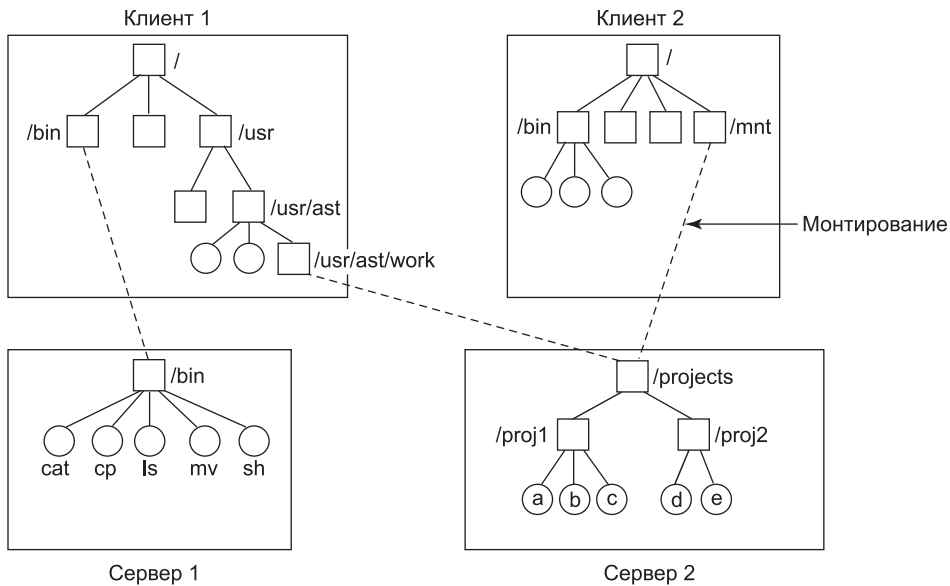 Клиент 1
Клиент 2
/
/
/bin
/usr
/bin
/mnt
/usr/ast
Монтирование
/usr/ast/work
/bin
/projects
/proj1
/proj2
cat
cp
ls
mv
sh
a
b
c
d
e
Сервер 1
Сервер 2